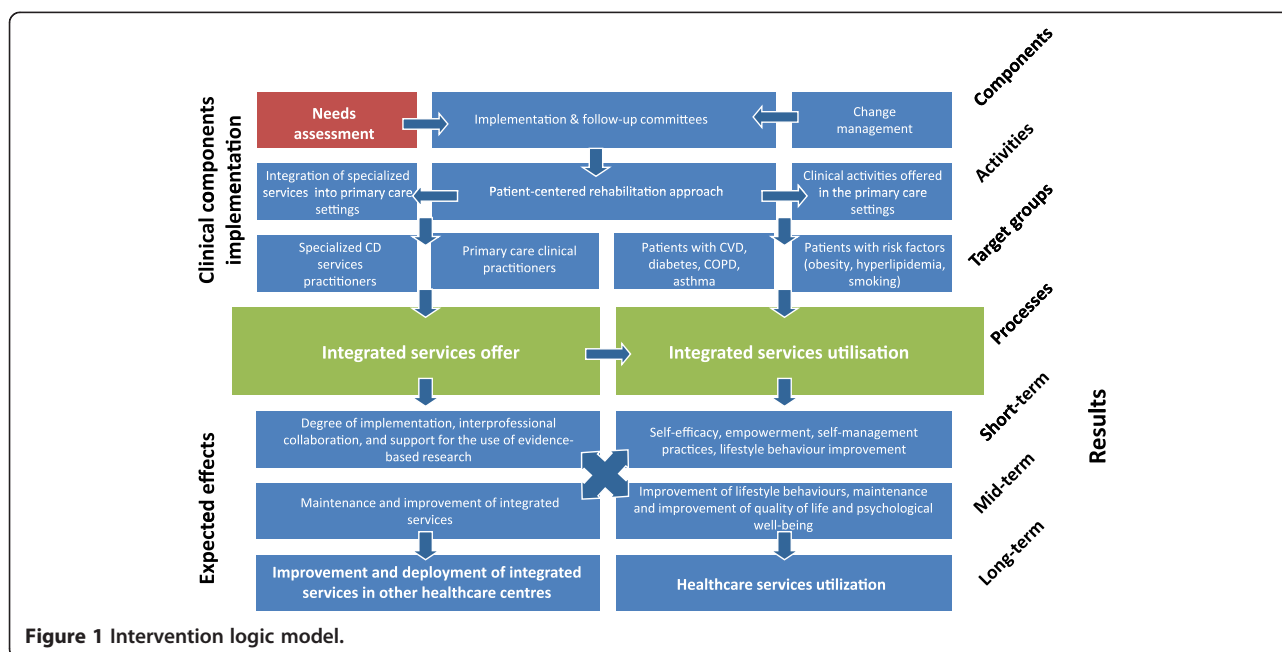 Components
Needs
assessment
Implementation & follow-up committees
Change
management
Clinical components
implementation
Activities
Integration of specialized
services into primary care
settings
Patient-centered rehabilitation approach
Clinical activities offered
in the primary care
settings
Target groups
Specialized CD
services
practitioners
Primary care clinical
practitioners
Patients with CVD,
diabetes, COPD,
asthma
Patients with risk factors
(obesity, hyperlipidemia,
smoking)
Processes
Integrated services offer
Integrated services utilisation
Expected effects
Results
Short-term
Degree of implementation, interprofessional
collaboration, and support for the use of evidence-
based research
Self-efficacy, empowerment, self-management
practices, lifestyle behaviour improvement
Mid-term
Maintenance and improvement of integrated
services
Improvement of lifestyle behaviours, maintenance
and improvement of quality of life and psychological
well-being
Long-term
Improvement and deployment of integrated
services in other healthcare centres
Healthcare services utilization
Figure 1 Intervention logic model.